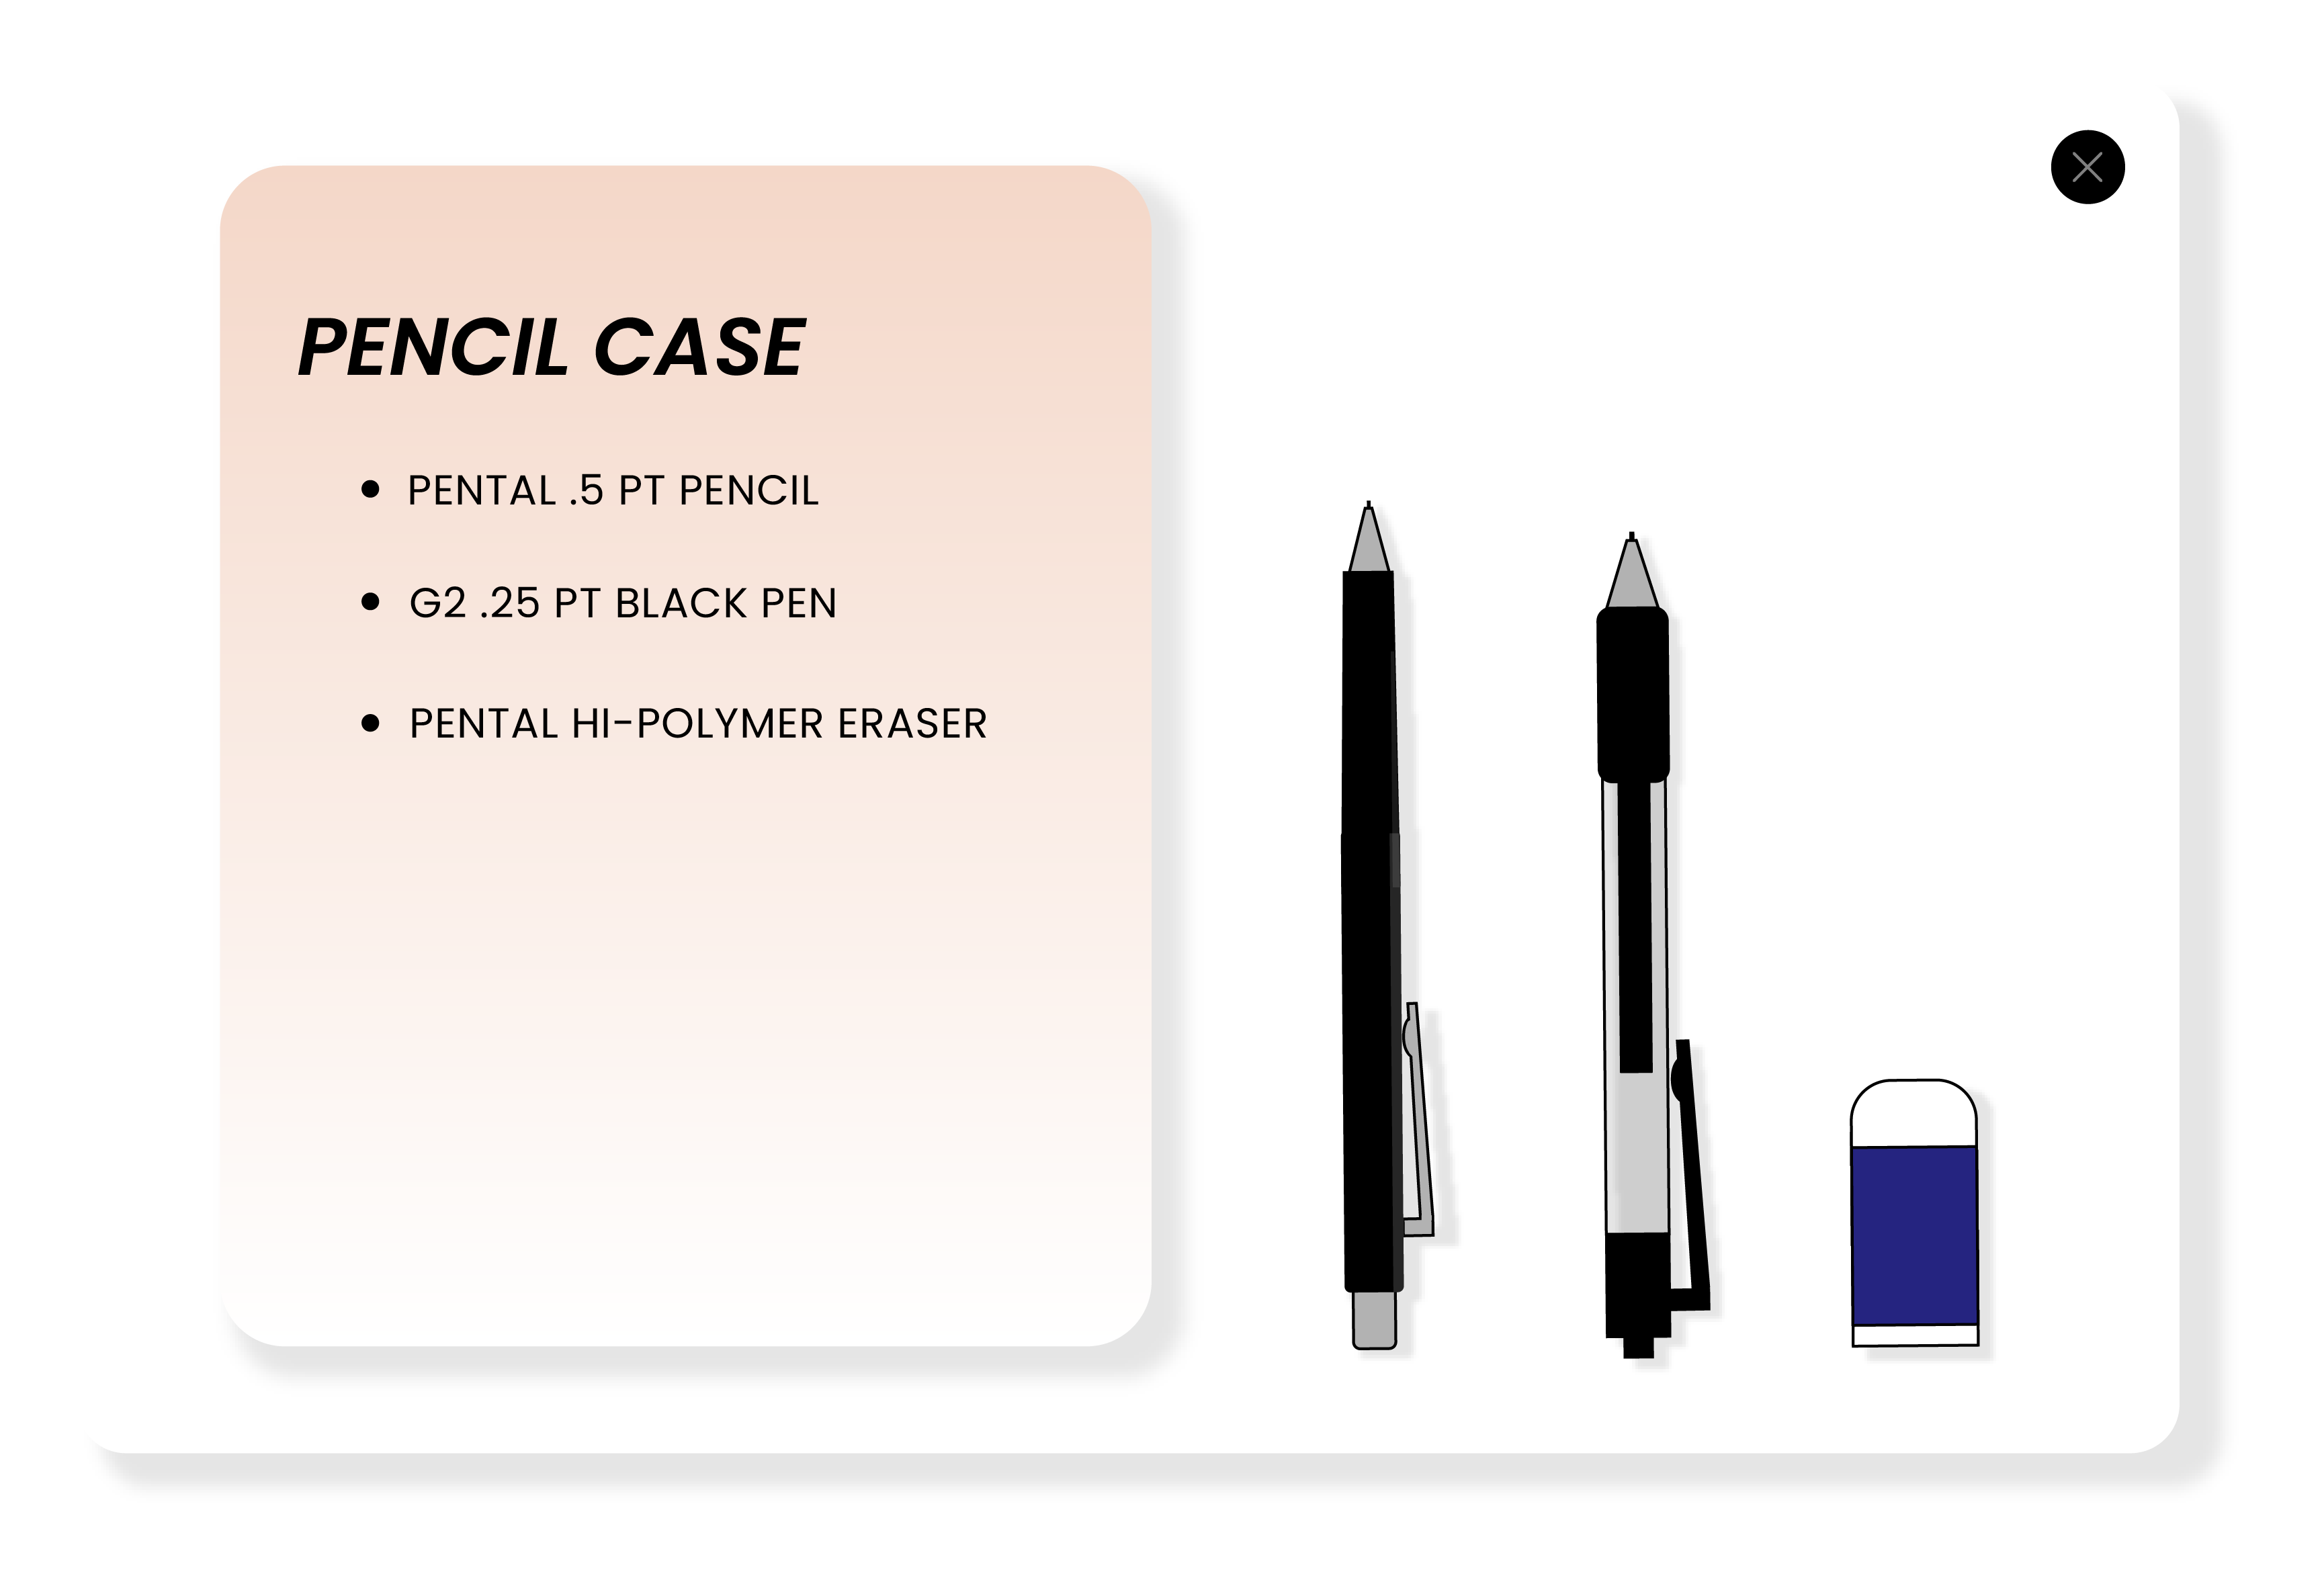 PENCIL CASE
PENTAL .5 PT PENCIL
G2 .25 PT BLACK PEN
PENTAL HI-POLYMER ERASER